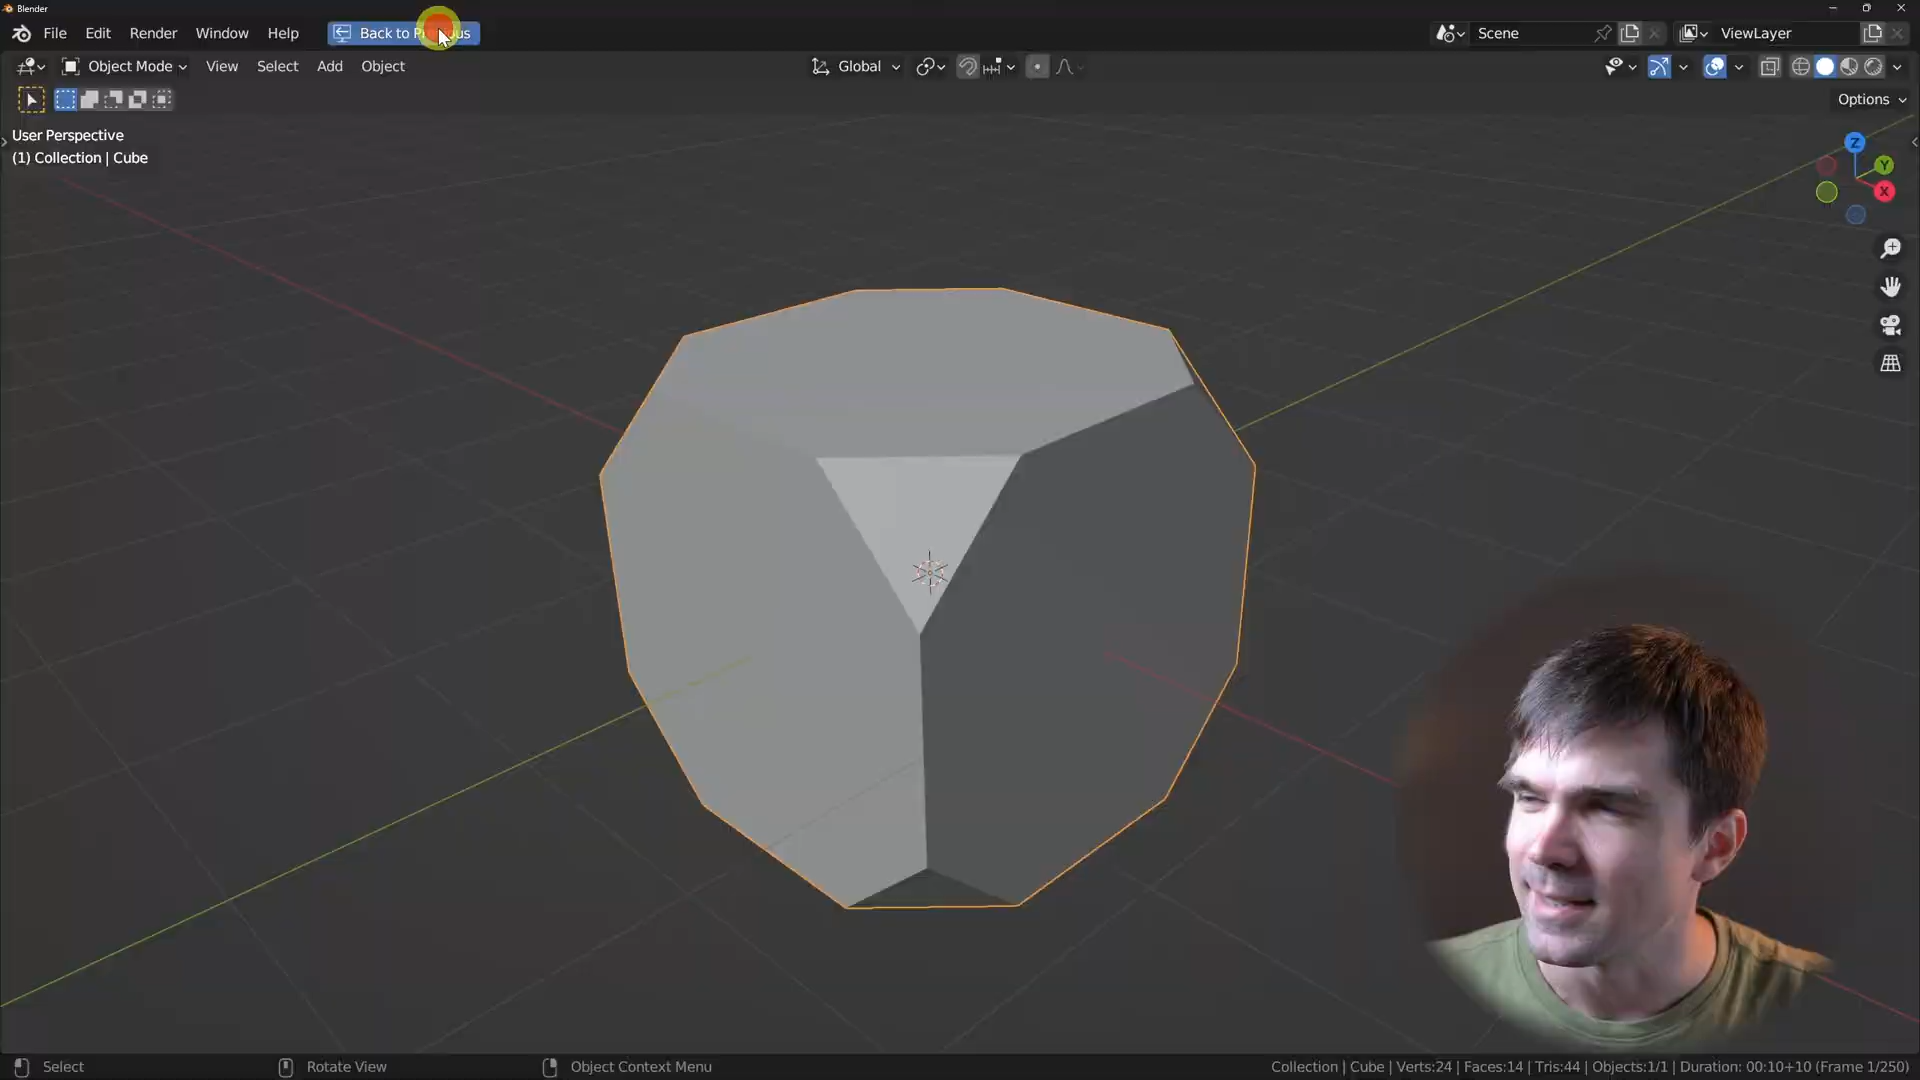 Blender
File Edit Render Window Help Back to Scene ViewLayer
Object Mode View Select Add Object Global
Options
User Perspective
(1) Collection | Cube
Z
Y
X
Select Rotate View Object Context Menu Collection | Cube | Verts:24 | Faces:14 | Tris:44 | Objects:1/1 | Duration: 00:10+10 (Frame 1/250)